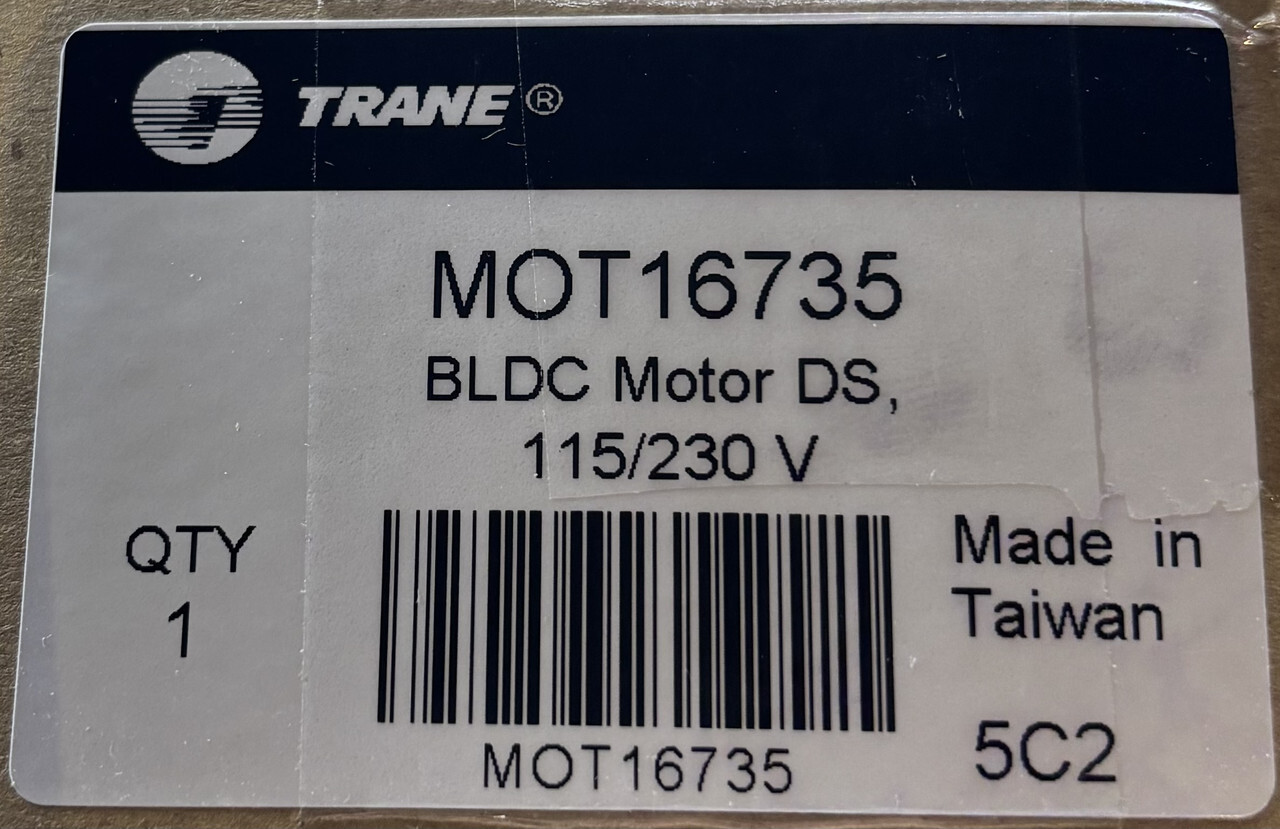 TRANE®
MOT16735
BLDC Motor DS,
115/230 V
QTY
1
MOT16735
Made in
Taiwan
5C2